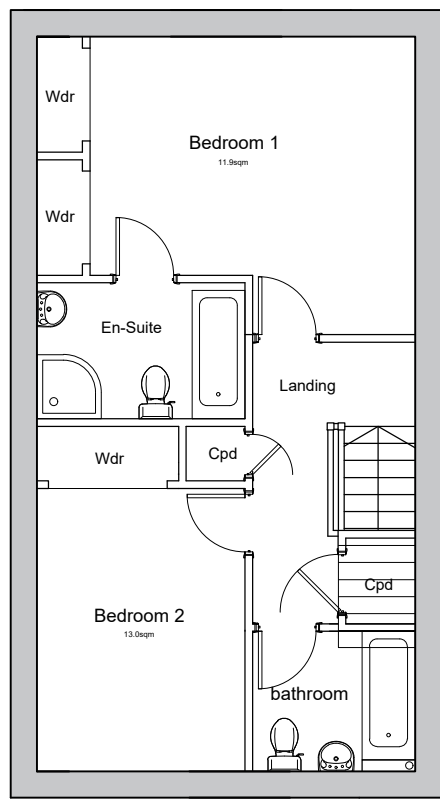 Wdr
Bedroom 1
11.9sqm
Wdr
En-Suite
Landing
Wdr
Cpd
Cpd
Bedroom 2
13.0sqm
bathroom